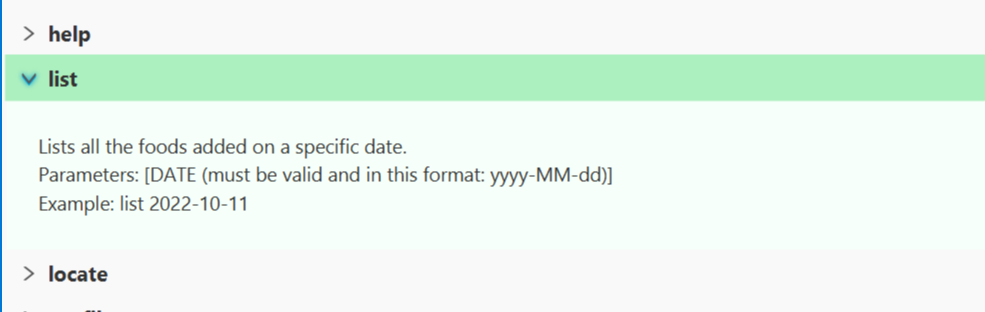 help
list
Lists all the foods added on a specific date.
Parameters: [DATE (must be valid and in this format: yyyy-MM-dd)]
Example: list 2022-10-11
locate